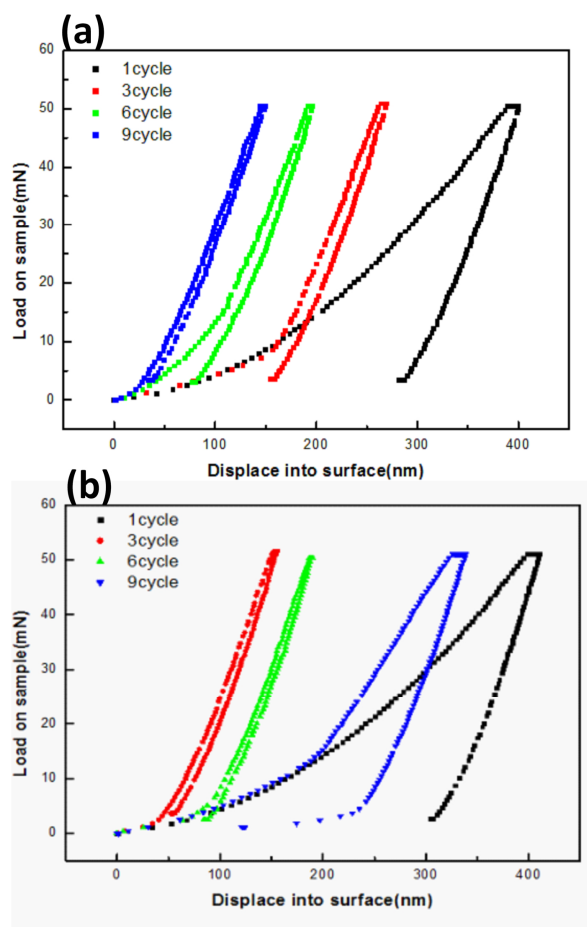 (a)
60
50
40
30
20
10
0
Load on sample(mN)
1cycle
3cycle
6cycle
9cycle
0 100 200 300 400
Displace into surface(nm)
(b)
60
50
40
30
20
10
0
Load on sample(mN)
1cycle
3cycle
6cycle
9cycle
0 100 200 300 400
Displace into surface(nm)